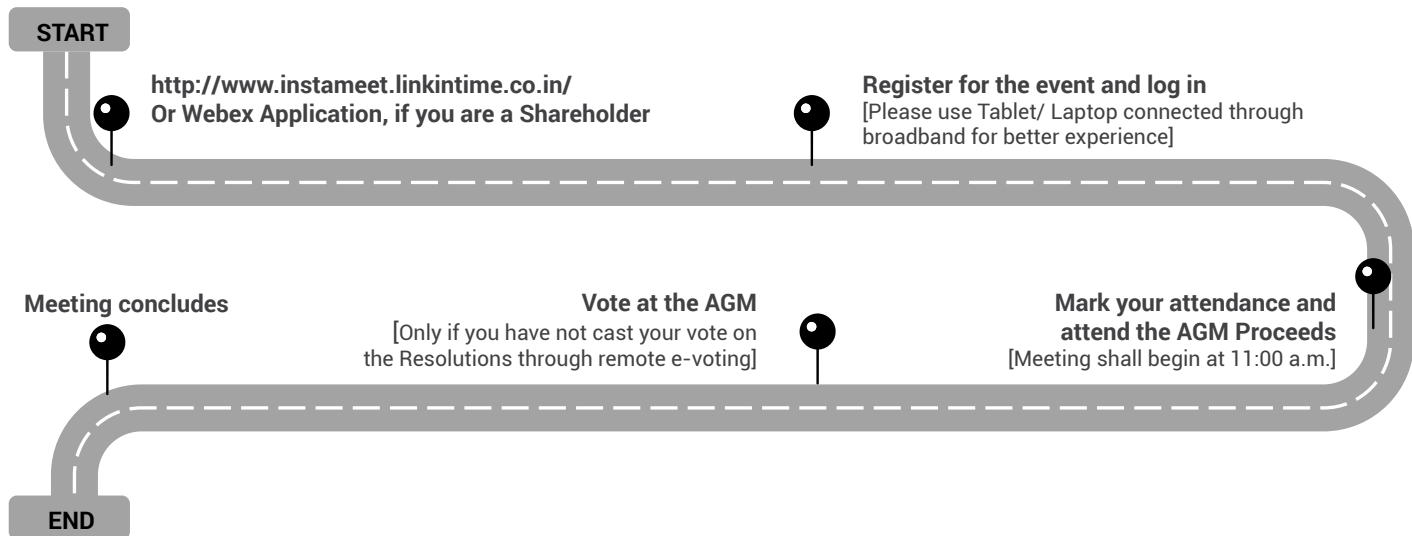 START
http://www.instameet.linkintime.co.in/
Or Webex Application, if you are a Shareholder
Register for the event and log in
[Please use Tablet/ Laptop connected through
broadband for better experience]
Mark your attendance and
attend the AGM Proceeds
[Meeting shall begin at 11:00 a.m.]
Vote at the AGM
[Only if you have not cast your vote on
the Resolutions through remote e-voting]
Meeting concludes
END